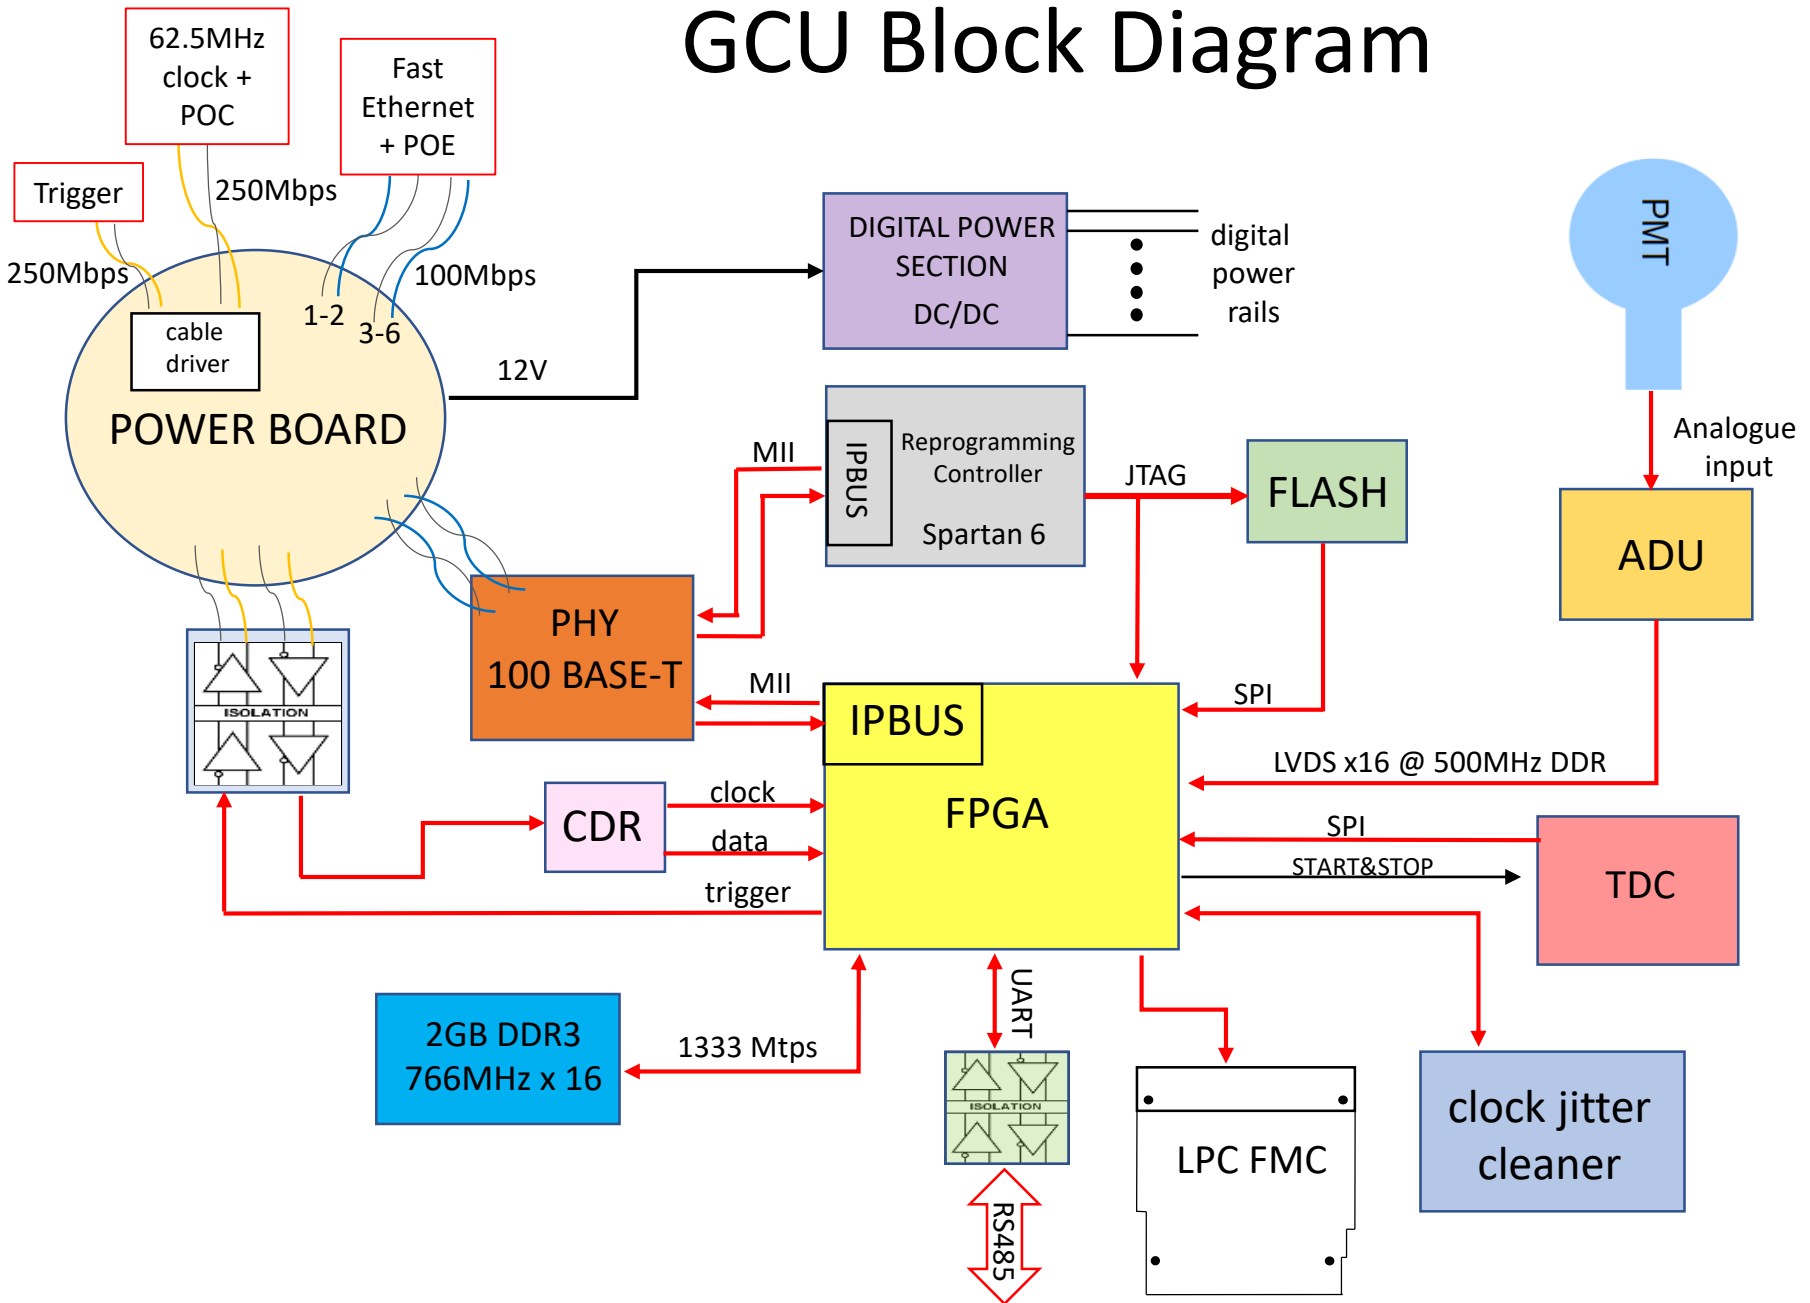 GCU Block Diagram
62.5MHz
clock +
POC
Fast
Ethernet
+ POE
Trigger
250Mbps
250Mbps
100Mbps
1-2
3-6
cable
driver
POWER BOARD
12V
DIGITAL POWER
SECTION
DC/DC
digital
power
rails
PMT
Analogue
input
MII
IPBUS
Reprogramming
Controller
Spartan 6
JTAG
FLASH
ADU
PHY
100 BASE-T
MII
IPBUS
FPGA
SPI
LVDS x16 @ 500MHz DDR
ISOLATION
CDR
clock
data
trigger
SPI
START&STOP
TDC
2GB DDR3
766MHz x 16
1333 Mtps
UART
ISOLATION
RS485
LPC FMC
clock jitter
cleaner